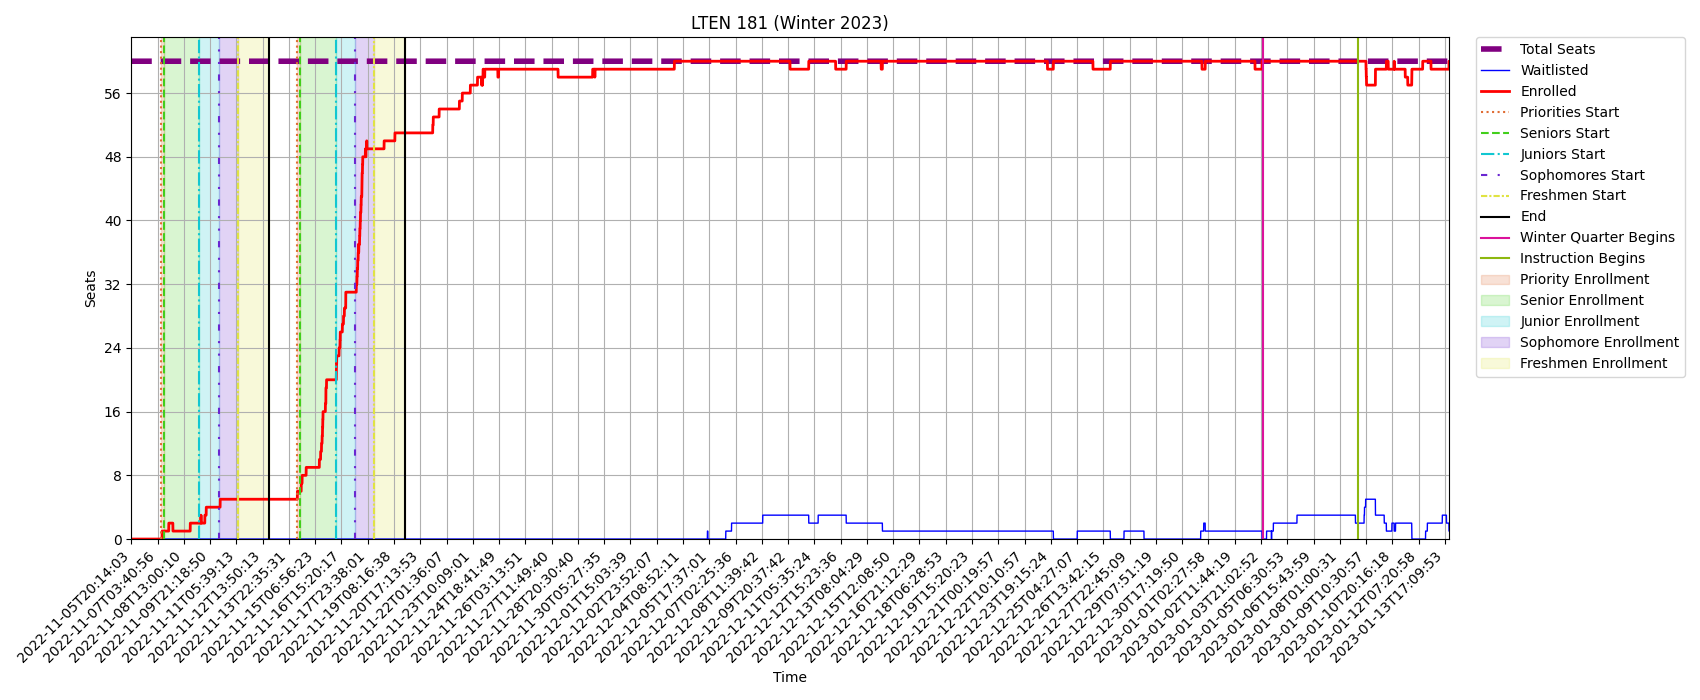 LTEN 181 (Winter 2023)
Total Seats
Waitlisted
Enrolled
Priorities Start
Seniors Start
Juniors Start
Sophomores Start
Freshmen Start
End
Winter Quarter Begins
Instruction Begins
Priority Enrollment
Senior Enrollment
Junior Enrollment
Sophomore Enrollment
Freshmen Enrollment
Seats
56
48
40
32
24
16
8
0
2022-11-05T20:14:03
2022-11-07T03:40:56
2022-11-08T13:00:10
2022-11-09T21:18:50
2022-11-11T05:39:13
2022-11-12T13:50:13
2022-11-13T22:35:31
2022-11-15T06:56:23
2022-11-16T15:20:17
2022-11-17T23:38:01
2022-11-19T08:16:38
2022-11-20T17:13:53
2022-11-22T01:36:07
2022-11-23T10:09:01
2022-11-24T18:41:49
2022-11-26T03:13:51
2022-11-27T11:49:40
2022-11-28T20:30:40
2022-11-30T05:27:35
2022-12-01T15:03:39
2022-12-02T23:52:07
2022-12-04T08:52:11
2022-12-05T17:37:01
2022-12-07T02:25:36
2022-12-08T11:39:42
2022-12-09T20:37:42
2022-12-11T05:35:24
2022-12-12T15:23:36
2022-12-13T08:04:29
2022-12-15T12:08:50
2022-12-16T21:12:29
2022-12-18T06:28:53
2022-12-19T15:20:23
2022-12-21T00:19:57
2022-12-22T10:10:57
2022-12-23T19:15:24
2022-12-25T04:27:07
2022-12-26T13:42:15
2022-12-27T22:45:09
2022-12-29T07:51:19
2022-12-30T17:19:50
2023-01-01T02:27:58
2023-01-02T11:44:19
2023-01-03T21:02:52
2023-01-05T06:30:53
2023-01-06T15:43:59
2023-01-08T01:00:31
2023-01-09T10:30:57
2023-01-10T20:16:18
2023-01-12T07:20:58
2023-01-13T17:09:53
Time